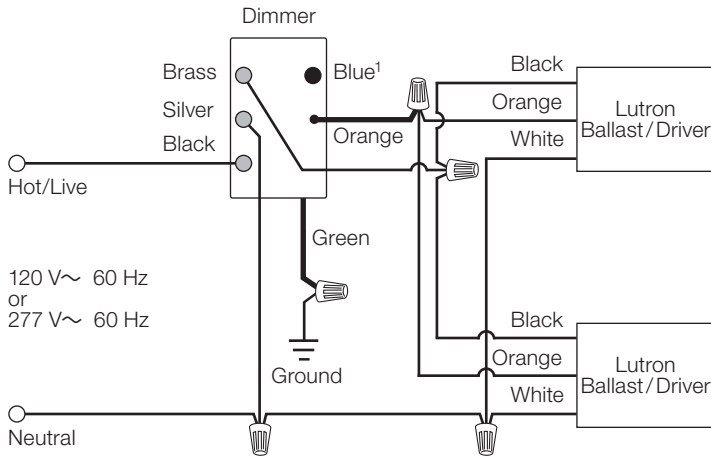 Dimmer
Brass
Blue¹
Silver
Orange
Black
Hot/Live
Green
120 V～ 60 Hz
or
277 V～ 60 Hz
Ground
Neutral
Black
Orange
White
Lutron
Ballast/Driver
Black
Orange
White
Lutron
Ballast/Driver